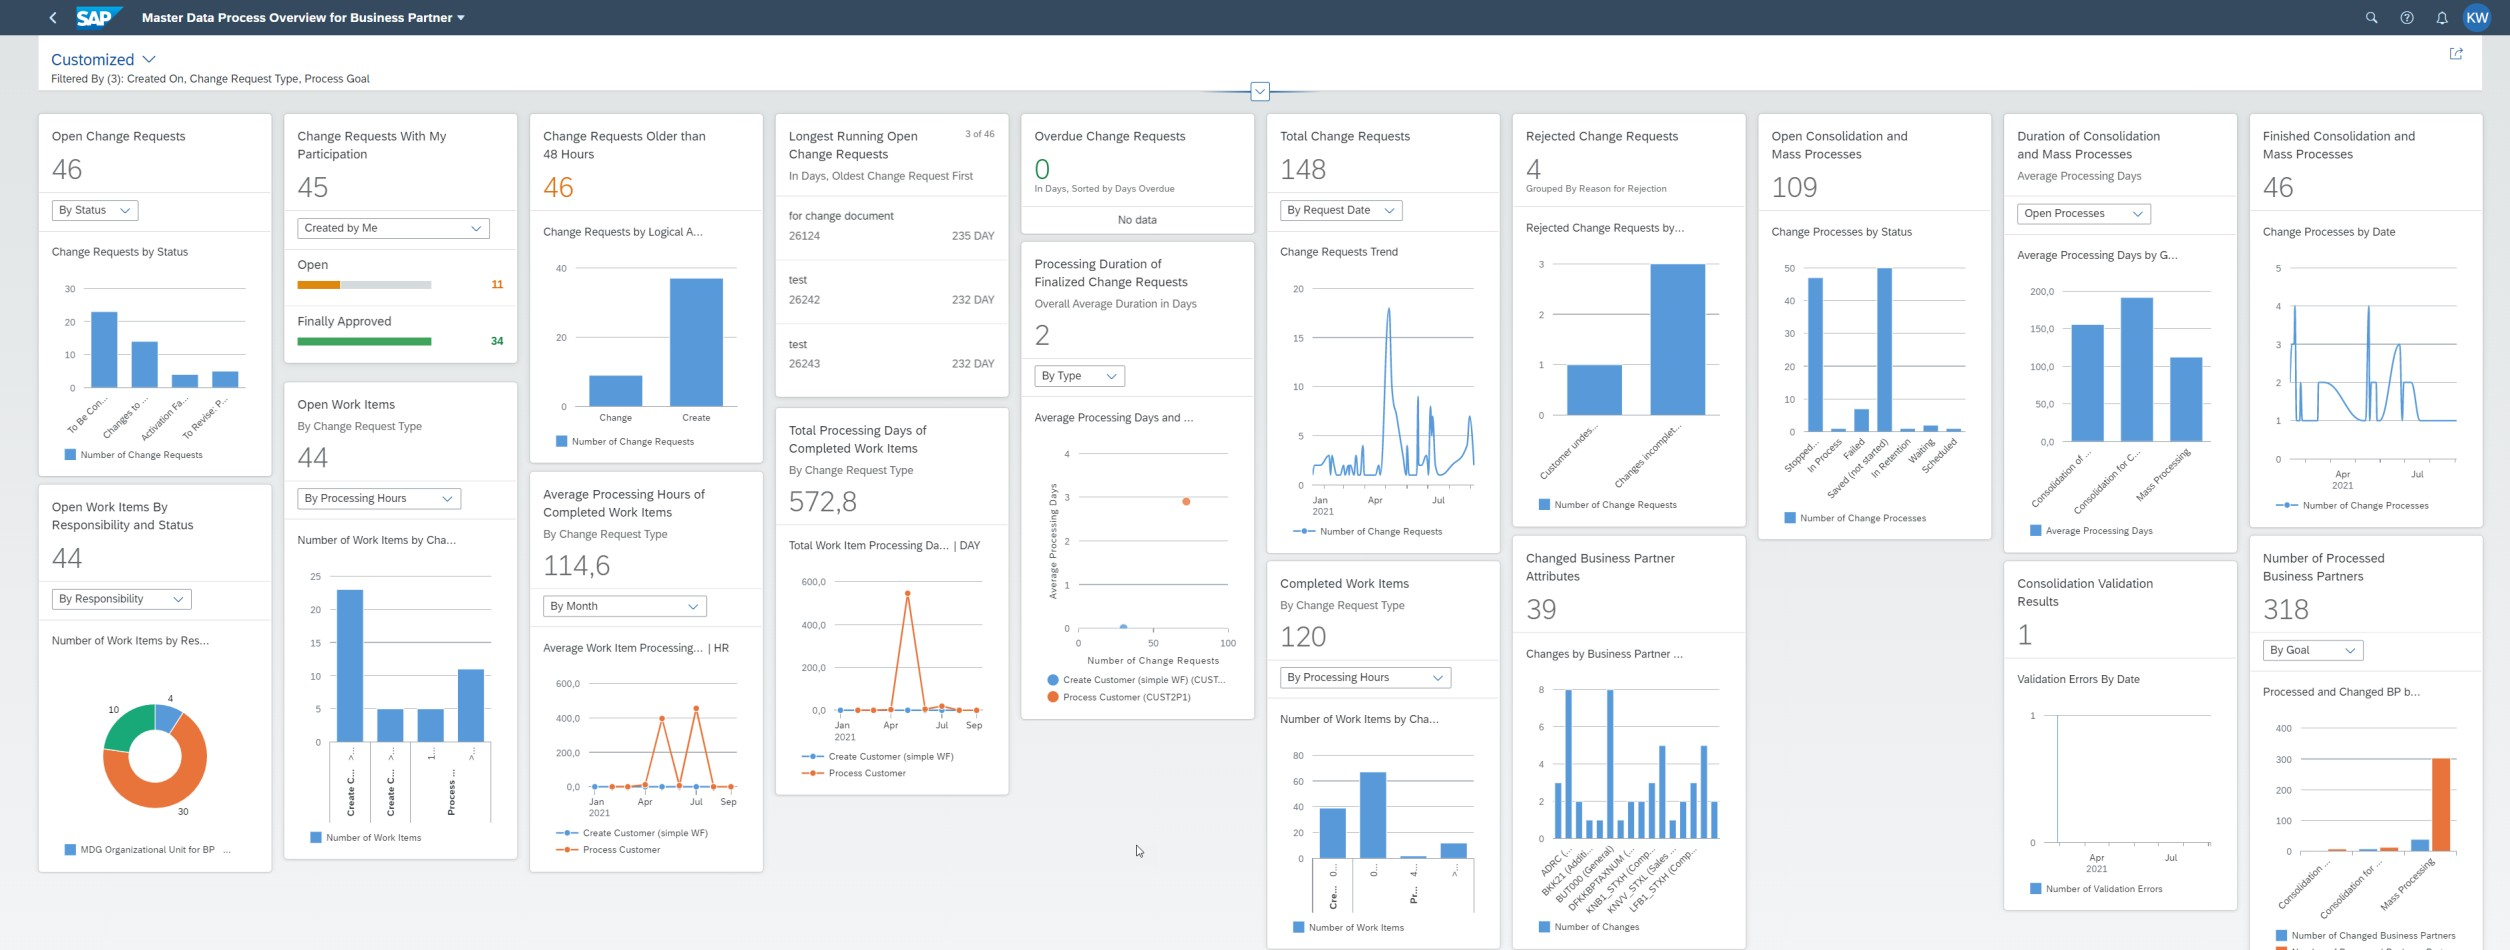 SAP
Master Data Process Overview for Business Partner
KW
Customized
Filtered By (3): Created On, Change Request Type, Process Goal
Open Change Requests
46
By Status
Change Requests by Status
30
20
10
0
To Be Con...
Changes to ...
Activation Fa...
To Revise: P...
Number of Change Requests
Open Work Items By
Responsibility and Status
44
By Responsibility
Number of Work Items by Res...
4
10
30
MDG Organizational Unit for BP ...
Change Requests With My
Participation
45
Created by Me
Open
11
Finally Approved
34
Open Work Items
By Change Request Type
44
By Processing Hours
Number of Work Items by Cha...
25
20
15
10
5
0
>...
>...
1...
>...
Create C...
Create C...
Process ...
Number of Work Items
Change Requests Older than
48 Hours
46
Change Requests by Logical A...
40
20
0
Change
Create
Number of Change Requests
Average Processing Hours of
Completed Work Items
By Change Request Type
114,6
By Month
Average Work Item Processing... | HR
600,0
400,0
200,0
0,0
Jan Apr Jul Sep
2021
Create Customer (simple WF)
Process Customer
Longest Running Open
Change Requests
3 of 46
In Days, Oldest Change Request First
for change document
26124 235 DAY
test
26242 232 DAY
test
26243 232 DAY
Total Processing Days of
Completed Work Items
By Change Request Type
572,8
Total Work Item Processing Da... | DAY
600,0
400,0
200,0
0,0
Jan Apr Jul Sep
2021
Create Customer (simple WF)
Process Customer
Overdue Change Requests
0
In Days, Sorted by Days Overdue
No data
Processing Duration of
Finalized Change Requests
Overall Average Duration in Days
2
By Type
Average Processing Days and ...
Average Processing Days
4
3
2
1
0
0 50 100
Number of Change Requests
Create Customer (simple WF) (CUST...
Process Customer (CUST2P1)
Total Change Requests
148
By Request Date
Change Requests Trend
20
15
10
5
0
Jan Apr Jul
2021
Number of Change Requests
Completed Work Items
By Change Request Type
120
By Processing Hours
Number of Work Items by Cha...
80
60
40
20
0
0...
0...
4...
>...
Cre...
Pr...
Number of Work Items
Rejected Change Requests
4
Grouped By Reason for Rejection
Rejected Change Requests by...
3
2
1
0
Customer undes...
Changes incomplet...
Number of Change Requests
Changed Business Partner
Attributes
39
Changes by Business Partner ...
8
6
4
2
0
ADRC (...
BKK21 (Additi...
BUT000 (General)
DFKKBPTAXNUM (...
KNB1_STXH (Comp...
KNVV_STXL (Sales ...
LFB1_STXH (Comp...
Number of Changes
Open Consolidation and
Mass Processes
109
Change Processes by Status
50
40
30
20
10
0
Stopped...
In Process
Failed
Saved (not started)
In Retention
Waiting
Scheduled
Number of Change Processes
Duration of Consolidation
and Mass Processes
Average Processing Days
Open Processes
Average Processing Days by G...
200,0
150,0
100,0
50,0
0,0
Consolidation of ...
Consolidation for C...
Mass Processing
Average Processing Days
Consolidation Validation
Results
1
Validation Errors By Date
1
0
Apr Jul
2021
Number of Validation Errors
Finished Consolidation and
Mass Processes
46
Change Processes by Date
5
4
3
2
1
0
Apr Jul
2021
Number of Change Processes
Number of Processed
Business Partners
318
By Goal
Processed and Changed BP b...
400
300
200
100
0
Consolidation ...
Consolidation for ...
Mass Processing
Number of Changed Business Partners